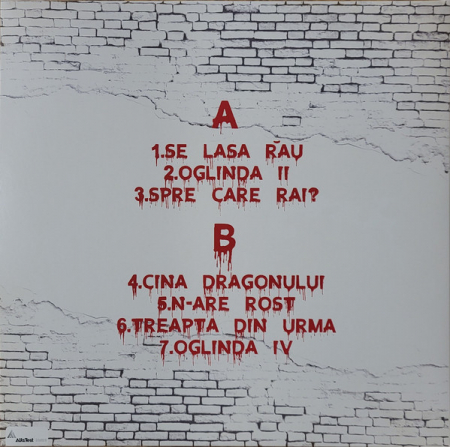 A
1.SE LASA RĂU
2.OGLINDA II
3.SPRE CARE RAI?
B
4.CINA DRAGONULUI
5.N-ARE ROST
6.TREAPTA DIN URMA
7.OGLINDA IV